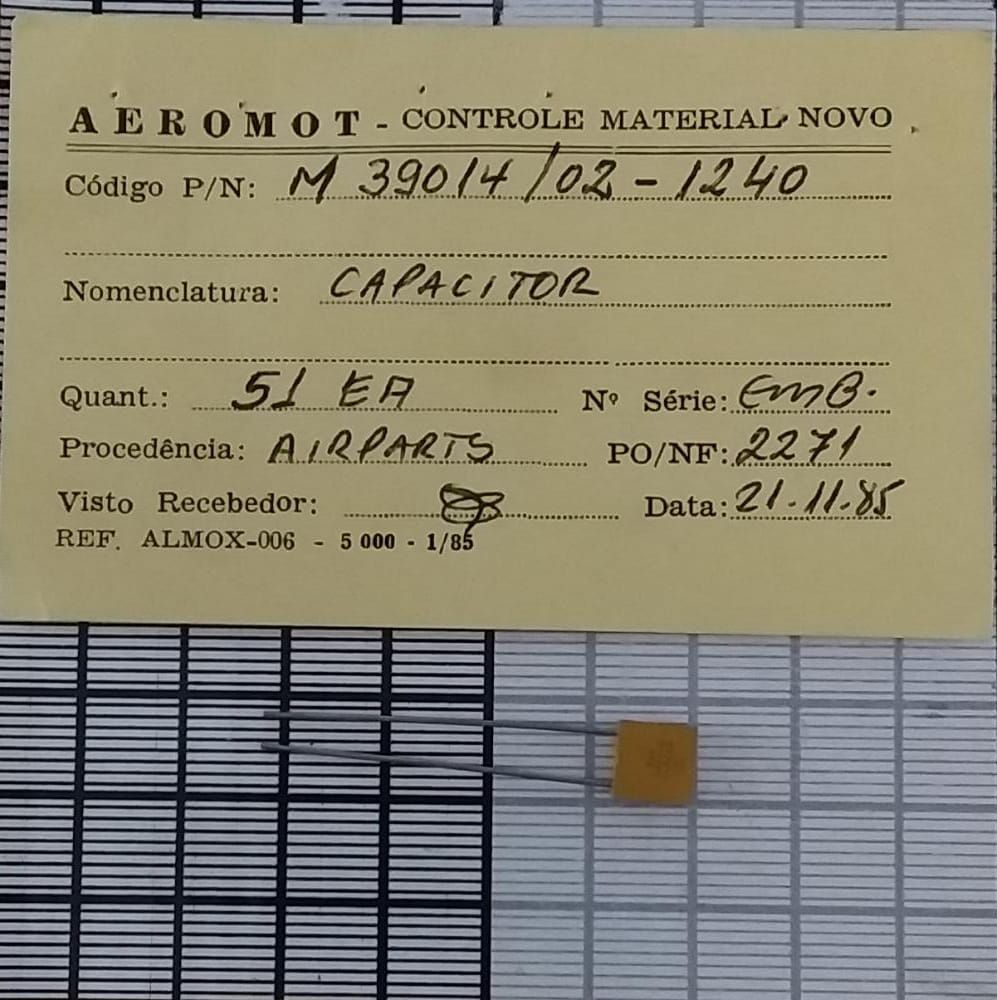 AEROMOT - CONTROLE MATERIAL NOVO
Código P/N: M 39014/02-1240
Nomenclatura: CAPACITOR
Quant.: 51 EA Nº Série: EMB.
Procedência: AIRPARTS PO/NF: 2271
Visto Recebedor: Data: 21.11.85
REF. ALMOX-006 - 5 000 - 1/85